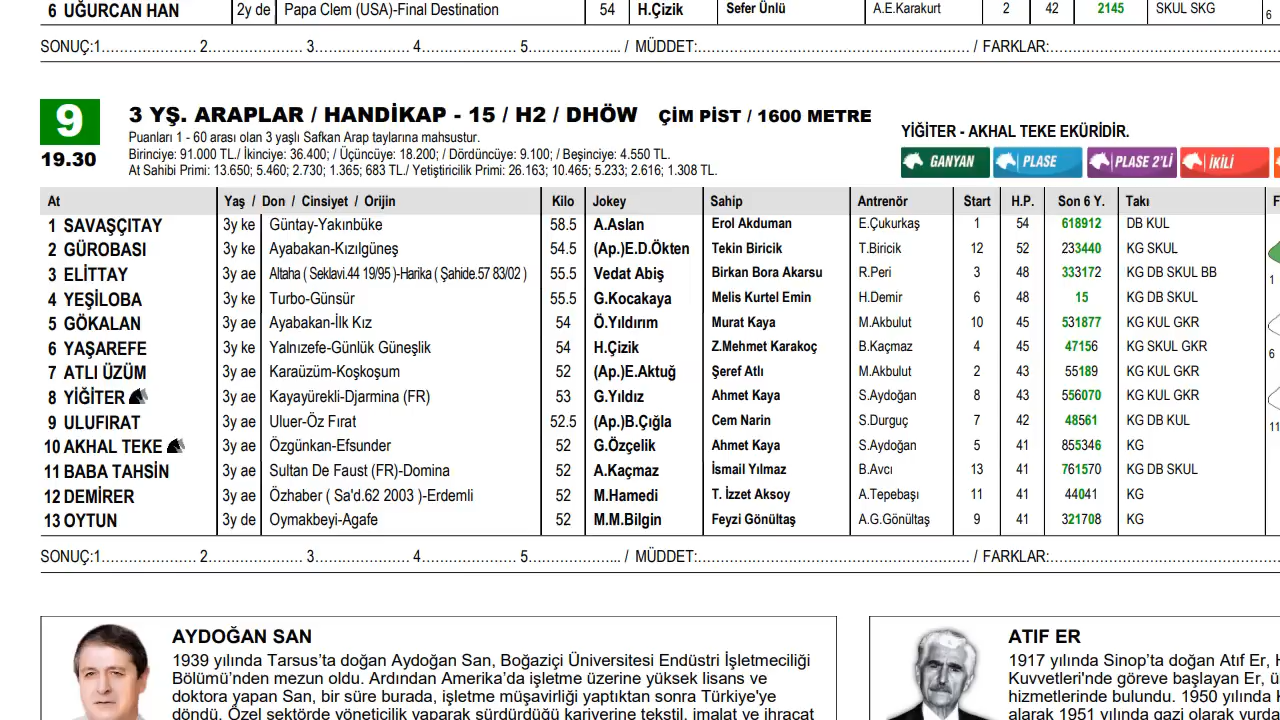 6 UĞURCAN HAN 2y de Papa Clem (USA)-Final Destination 54 H.Çizik Sefer Ünlü A.E.Karakurt 2 42 2145 SKUL SKG 6
SONUÇ:1..................... 2...................... 3..................... 4..................... 5..................... / MÜDDET:.............................................................. / FARKLAR:....................................................
9 3 YŞ. ARAPLAR / HANDİKAP - 15 / H2 / DHÖW ÇİM PİST / 1600 METRE
19.30
Puanları 1 - 60 arası olan 3 yaşlı Safkan Arap taylarına mahsustur.
Birinciye: 91.000 TL./ İkinciye: 36.400; / Üçüncüye: 18.200; / Dördüncüye: 9.100; / Beşinciye: 4.550 TL.
At Sahibi Primi: 13.650; 5.460; 2.730; 1.365; 683 TL./ Yetiştiricilik Primi: 26.163; 10.465; 5.233; 2.616; 1.308 TL.
YİĞİTER - AKHAL TEKE EKÜRİDİR.
GANYAN PLASE PLASE 2'Lİ İKİLİ
At Yaş / Don / Cinsiyet / Orijin Kilo Jokey Sahip Antrenör Start H.P. Son 6 Y. Takı F
1 SAVAŞÇITAY 3y ke Güntay-Yakınbüke 58.5 A.Aslan Erol Akduman E.Çukurkaş 1 54 618912 DB KUL
2 GÜROBASI 3y ke Ayabakan-Kızılgüneş 54.5 (Ap.)E.D.Ökten Tekin Biricik T.Biricik 12 52 233440 KG SKUL
3 ELİTTAY 3y ae Altaha ( Seklavi.44 19/95 )-Harika ( Şahide.57 83/02 ) 55.5 Vedat Abiş Birkan Bora Akarsu R.Peri 3 48 333172 KG DB SKUL BB 1
4 YEŞİLOBA 3y ke Turbo-Günsür 55.5 G.Kocakaya Melis Kurtel Emin H.Demir 6 48 15 KG DB SKUL
5 GÖKALAN 3y ae Ayabakan-İlk Kız 54 Ö.Yıldırım Murat Kaya M.Akbulut 10 45 531877 KG KUL GKR
6 YAŞAREFE 3y ke Yalnızefe-Günlük Güneşlik 54 H.Çizik Z.Mehmet Karakoç B.Kaçmaz 4 45 47156 KG SKUL GKR 6
7 ATLI ÜZÜM 3y ae Karaüzüm-Koşkoşum 54 (Ap.)E.Aktuğ Şeref Atlı M.Akbulut 2 43 55189 KG KUL GKR
8 YİĞİTER 3y ae Kayayürekli-Djarmina (FR) 53 G.Yıldız Ahmet Kaya S.Aydoğan 8 43 556070 KG KUL GKR
9 ULUFIRAT 3y ae Uluer-Öz Fırat 52.5 (Ap.)B.Çığla Cem Narin S.Durguç 7 42 48561 KG DB KUL 11
10 AKHAL TEKE 3y ae Özgünkan-Efsunder 52 G.Özçelik Ahmet Kaya S.Aydoğan 5 41 855346 KG
11 BABA TAHSİN 3y ae Sultan De Faust (FR)-Domina 52 A.Kaçmaz İsmail Yılmaz B.Avcı 13 41 761570 KG DB SKUL
12 DEMİRER 3y ae Özhaber ( Sa'd.62 2003 )-Erdemli 52 M.Hamedi T. İzzet Aksoy A.Tepebaşı 11 41 44041 KG
13 OYTUN 3y de Oymakbeyi-Agafe 52 M.M.Bilgin Feyzi Gönültaş A.G.Gönültaş 9 41 321708 KG
SONUÇ:1..................... 2...................... 3..................... 4..................... 5..................... / MÜDDET:.............................................................. / FARKLAR:....................................................
AYDOĞAN SAN
1939 yılında Tarsus'ta doğan Aydoğan San, Boğaziçi Üniversitesi Endüstri İşletmeciliği
Bölümü'nden mezun oldu. Ardından Amerika'da işletme üzerine yüksek lisans ve
doktora yapan San, bir süre burada, işletme müşavirliği yaptıktan sonra Türkiye'ye
döndü. Özel sektörde yöneticilik yaparak sürdürdüğü kariyerine tekstil, imalat ve ihracat
ATIF ER
1917 yılında Sinop'ta doğan Atıf Er, H
Kuvvetleri'nde göreve başlayan Er, ü
hizmetlerinde bulundu. 1950 yılında K
alarak 1951 yılında gazi olarak yurda